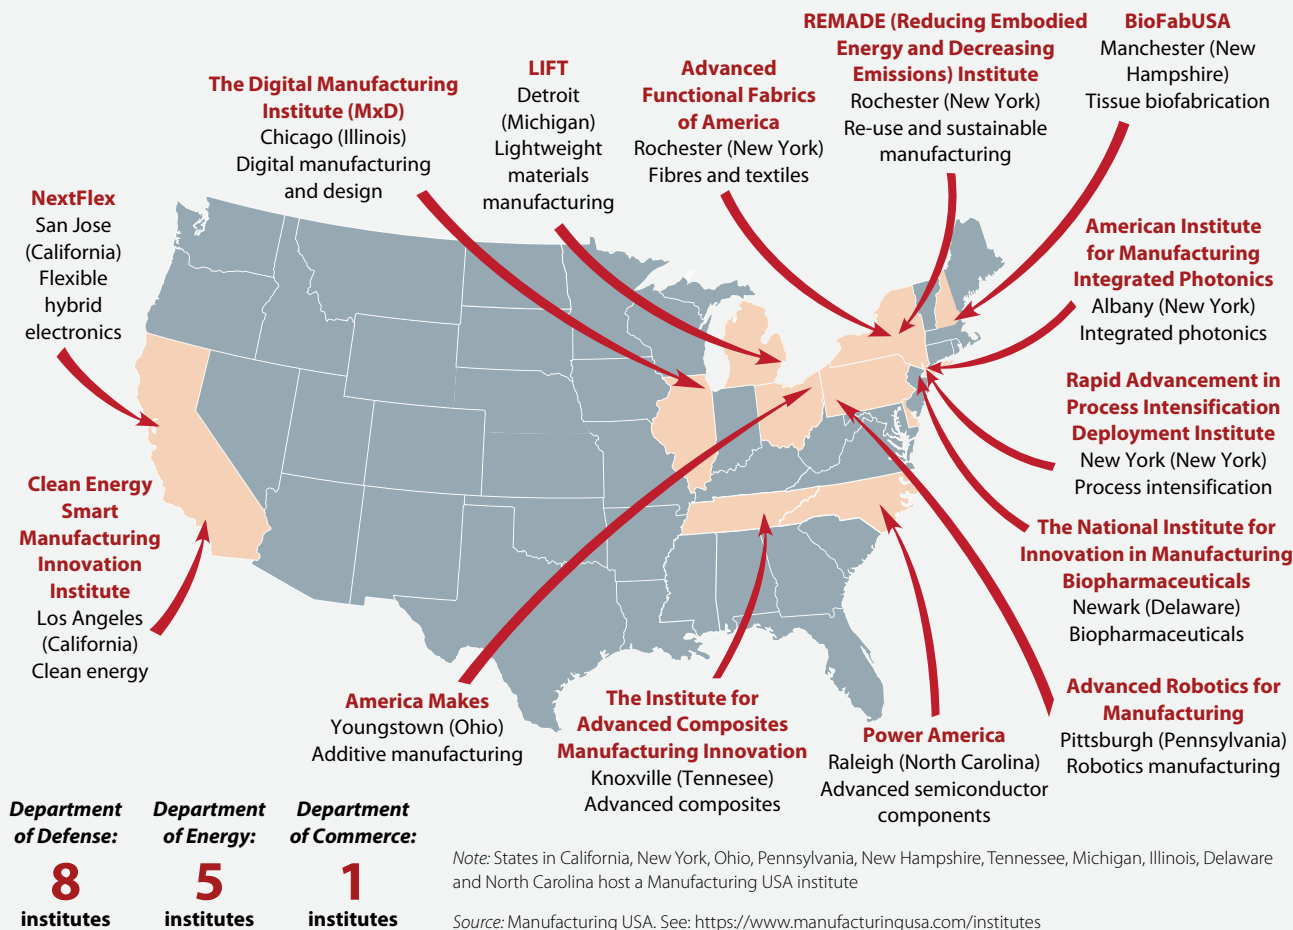 REMADE (Reducing Embodied
Energy and Decreasing
Emissions) Institute
Rochester (New York)
Re-use and sustainable
manufacturing
BioFabUSA
Manchester (New
Hampshire)
Tissue biofabrication
LIFT
Detroit
(Michigan)
Lightweight
materials
manufacturing
Advanced
Functional Fabrics
of America
Rochester (New York)
Fibres and textiles
The Digital Manufacturing
Institute (MxD)
Chicago (Illinois)
Digital manufacturing
and design
NextFlex
San Jose
(California)
Flexible
hybrid
electronics
American Institute
for Manufacturing
Integrated Photonics
Albany (New York)
Integrated photonics
Rapid Advancement in
Process Intensification
Deployment Institute
New York (New York)
Process intensification
Clean Energy
Smart
Manufacturing
Innovation
Institute
Los Angeles
(California)
Clean energy
The National Institute for
Innovation in Manufacturing
Biopharmaceuticals
Newark (Delaware)
Biopharmaceuticals
America Makes
Youngstown (Ohio)
Additive manufacturing
The Institute for
Advanced Composites
Manufacturing Innovation
Knoxville (Tennesee)
Advanced composites
Power America
Raleigh (North Carolina)
Advanced semiconductor
components
Advanced Robotics for
Manufacturing
Pittsburgh (Pennsylvania)
Robotics manufacturing
Department
of Defense:
8
institutes
Department
of Energy:
5
institutes
Department
of Commerce:
1
institutes
Note: States in California, New York, Ohio, Pennsylvania, New Hampshire, Tennessee, Michigan, Illinois, Delaware
and North Carolina host a Manufacturing USA institute
Source: Manufacturing USA. See: https://www.manufacturingusa.com/institutes